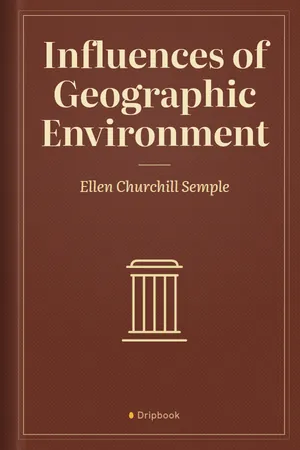 Influences of
Geographic
Environment
Ellen Churchill Semple
Dripbook